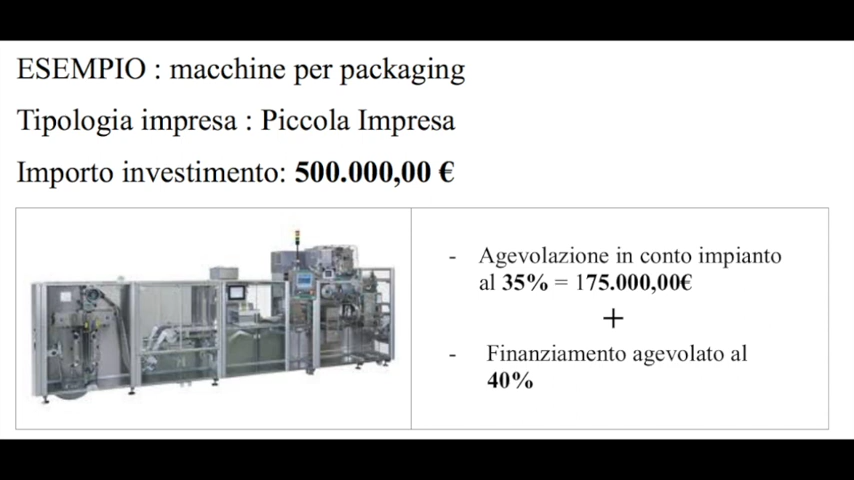 ESEMPIO : macchine per packaging
Tipologia impresa : Piccola Impresa
Importo investimento: 500.000,00 €
- Agevolazione in conto impianto
al 35% = 175.000,00€
+
- Finanziamento agevolato al
40%